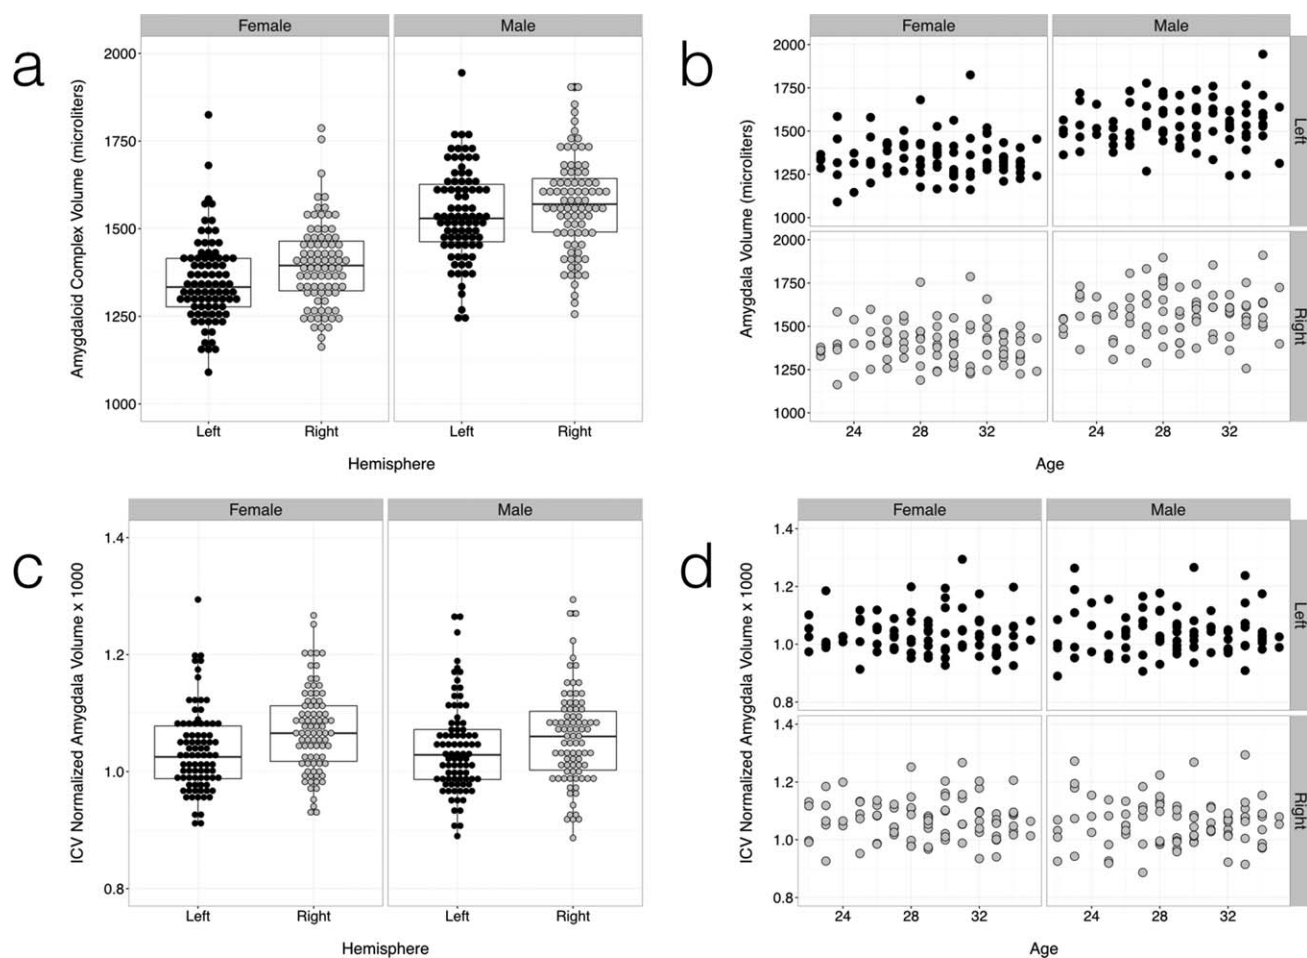 a
Female
Male
Amygdaloid Complex Volume (microliters)
2000
1750
1500
1250
1000
Left
Right
Left
Right
Hemisphere
b
Female
Male
Amygdala Volume (microliters)
2000
1750
1500
1250
1000
Left
2000
1750
1500
1250
1000
Right
24
28
32
24
28
32
Age
c
Female
Male
ICV Normalized Amygdala Volume x 1000
1.4
1.2
1.0
0.8
Left
Right
Left
Right
Hemisphere
d
Female
Male
ICV Normalized Amygdala Volume x 1000
1.4
1.2
1.0
0.8
Left
1.4
1.2
1.0
0.8
Right
24
28
32
24
28
32
Age